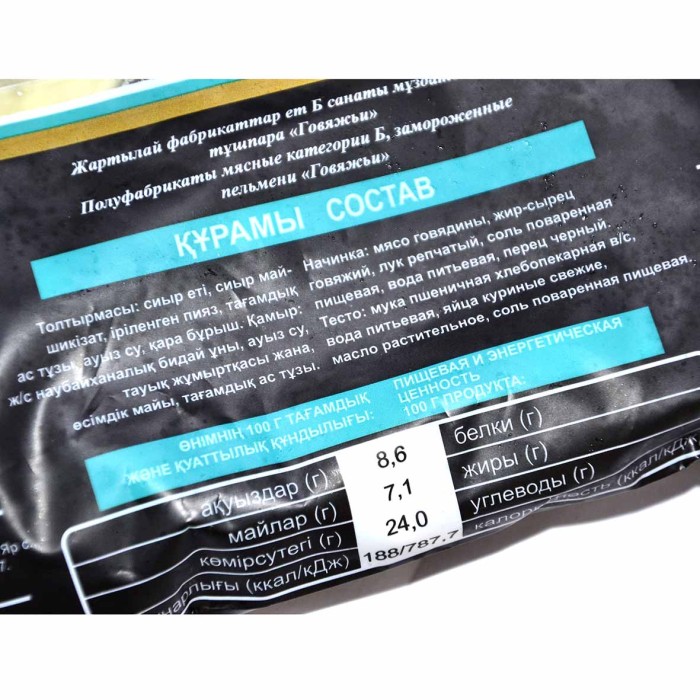 Жартылай фабрикаттар ет Б санаты
тұшпара «Говяжьи»
Полуфабрикаты мясные категории Б, замороженные
пельмени «Говяжьи»
ҚҰРАМЫ СОСТАВ
Толтырмасы: сиыр еті, сиыр май-
шикізат, іріленген пияз, тағамдық
ас тұзы, ауыз су, қара бұрыш. Қамыр:
ж/с наубайханалық бидай ұны, ауыз су,
тауық жұмыртқасы жана,
өсімдік майы, тағамдық ас тұзы.
Начинка: мясо говядины, жир-сырец
говяжий, лук репчатый, соль поваренная
пищевая, вода питьевая, перец черный.
Тесто: мука пшеничная хлебопекарная в/с,
вода питьевая, яйца куриные свежие,
масло растительное, соль поваренная пищевая.
ӨНІМНІҢ 100 Г ТАҒАМДЫҚ
ЖӘНЕ ҚУАТТЫЛЫҚ ҚҰНДЫЛЫҒЫ:
ПИЩЕВАЯ И ЭНЕРГЕТИЧЕСКАЯ
ЦЕННОСТЬ
100 Г ПРОДУКТА:
ақуыздар (г) 8,6 белки (г)
майлар (г) 7,1 жиры (г)
көмірсутегі (г) 24,0 углеводы (г)
(ккал/кДж) 188/787.7 калорийность (ккал/кДж)